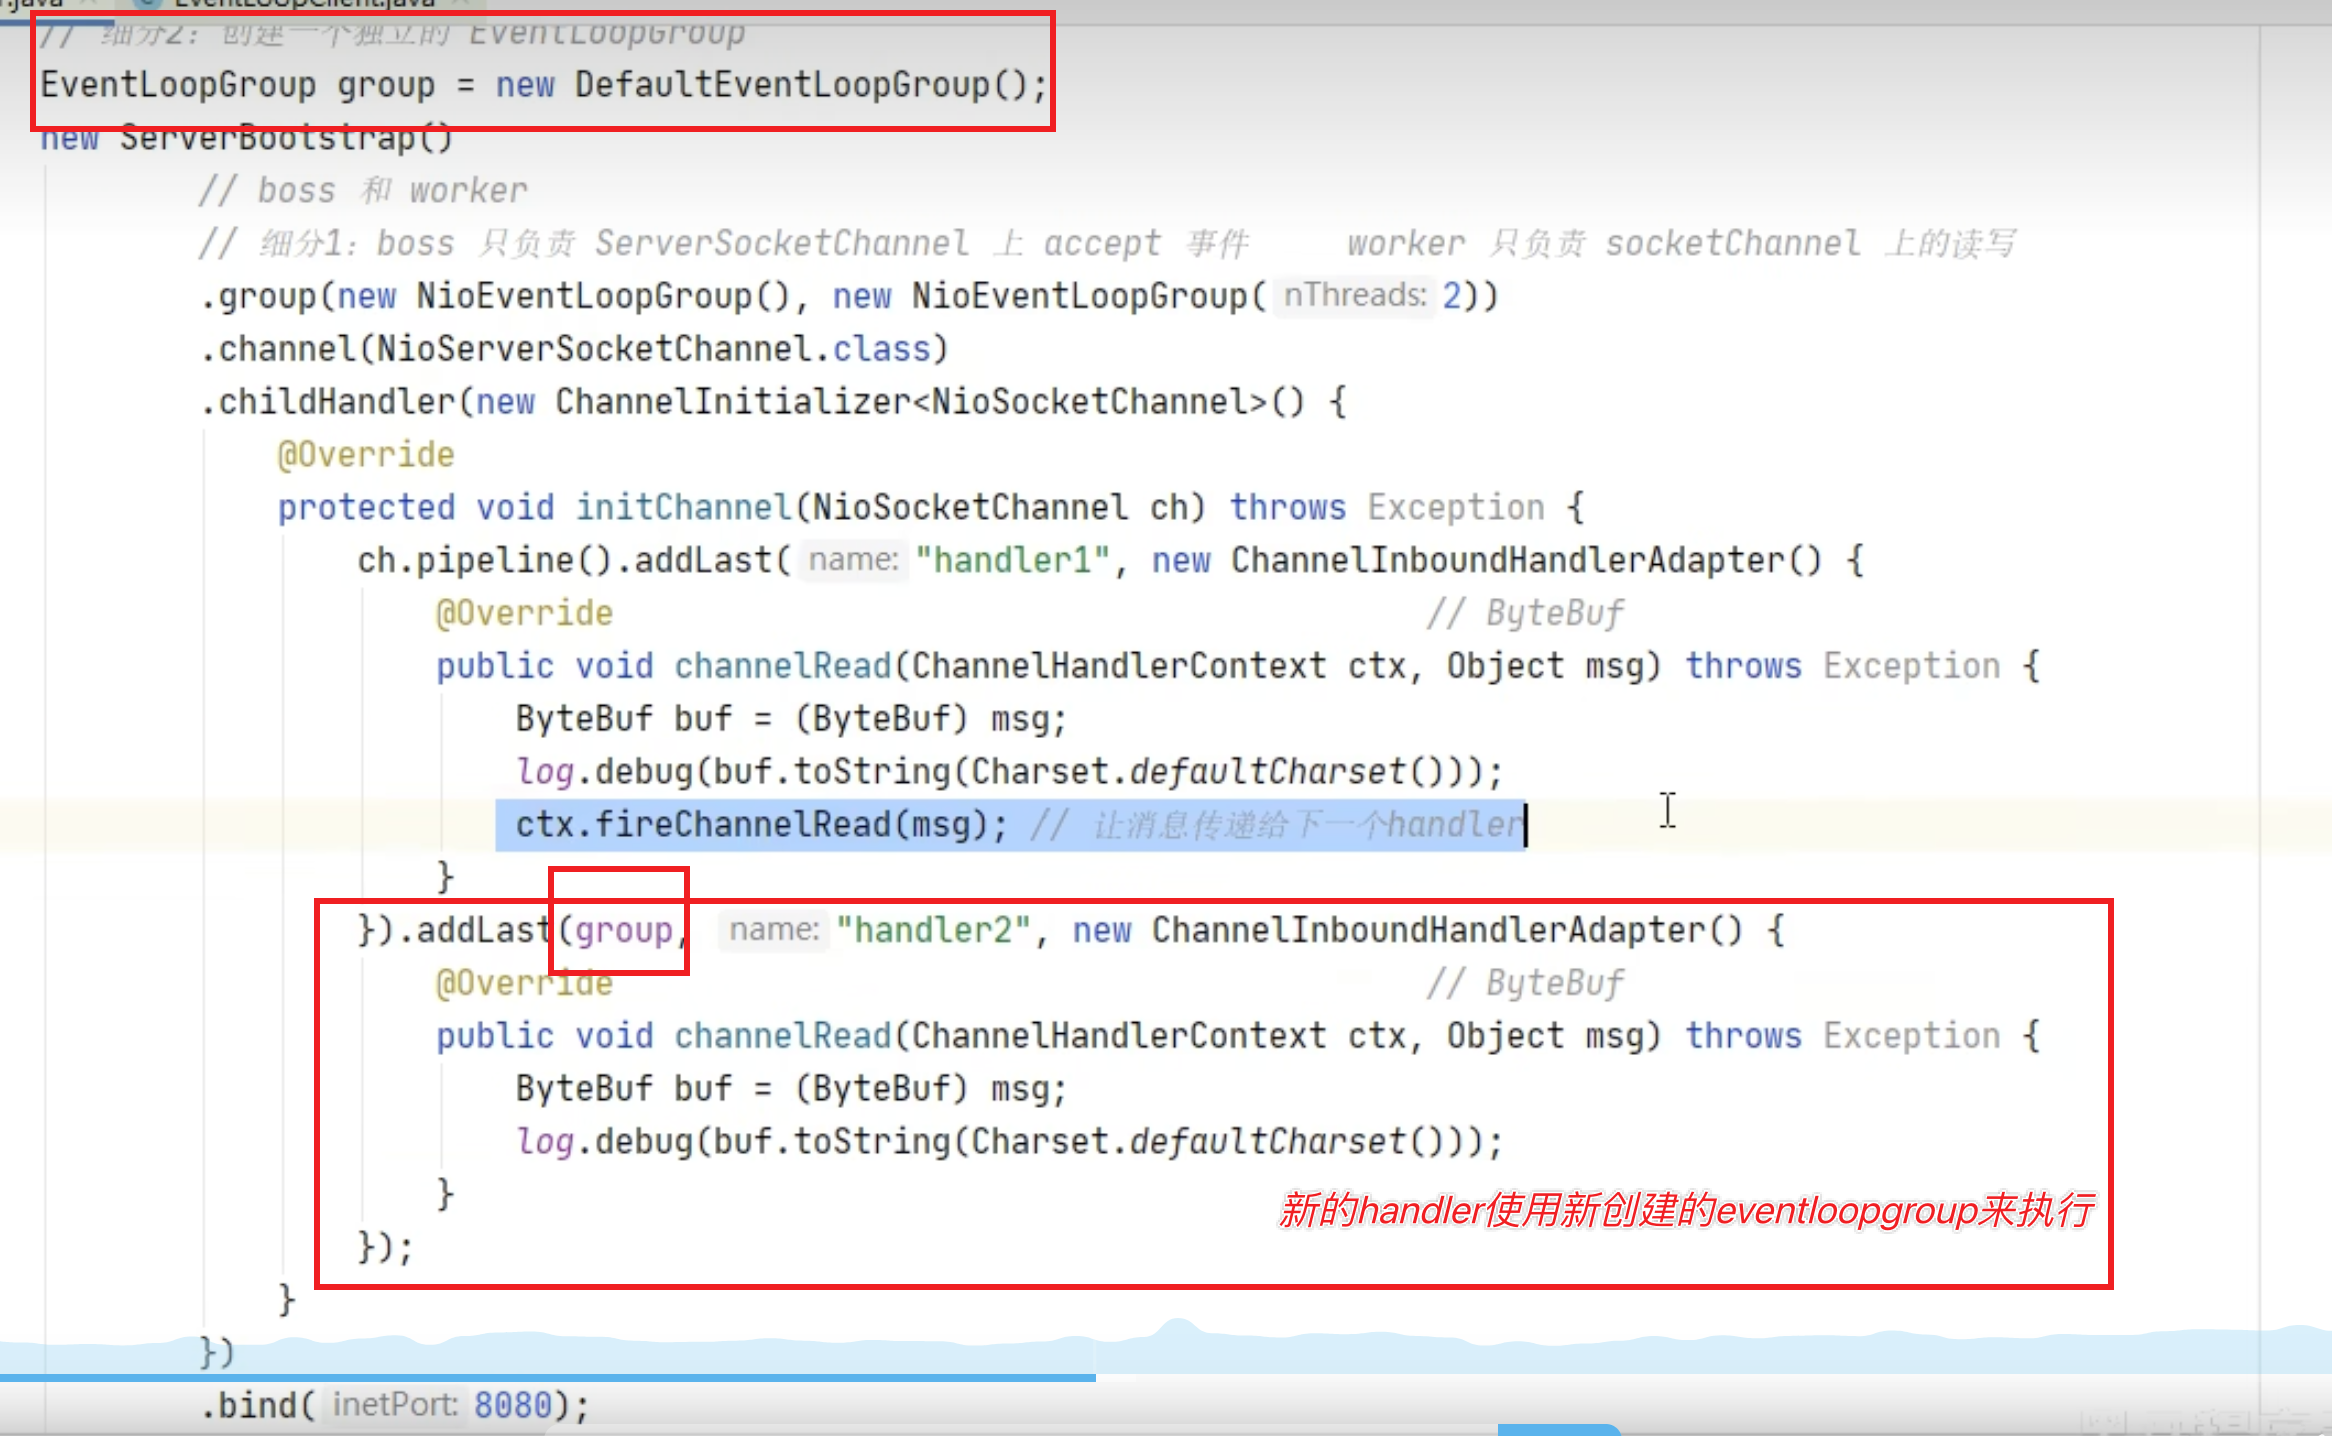 EventLoopClient.java
// 细分2：创建一个独立的 EventLoopGroup
EventLoopGroup group = new DefaultEventLoopGroup();
new ServerBootstrap()
// boss 和 worker
// 细分1：boss 只负责 ServerSocketChannel 上 accept 事件 worker 只负责 socketChannel 上的读写
.group(new NioEventLoopGroup(), new NioEventLoopGroup( nThreads: 2))
.channel(NioServerSocketChannel.class)
.childHandler(new ChannelInitializer<NioSocketChannel>() {
@Override
protected void initChannel(NioSocketChannel ch) throws Exception {
ch.pipeline().addLast( name: "handler1", new ChannelInboundHandlerAdapter() {
@Override // ByteBuf
public void channelRead(ChannelHandlerContext ctx, Object msg) throws Exception {
ByteBuf buf = (ByteBuf) msg;
log.debug(buf.toString(Charset.defaultCharset()));
ctx.fireChannelRead(msg); // 让消息传递给下一个handler
}
}).addLast(group, name: "handler2", new ChannelInboundHandlerAdapter() {
@Override // ByteBuf
public void channelRead(ChannelHandlerContext ctx, Object msg) throws Exception {
ByteBuf buf = (ByteBuf) msg;
log.debug(buf.toString(Charset.defaultCharset()));
}
新的handler使用新创建的eventloopgroup来执行
});
}
})
.bind( inetPort: 8080);